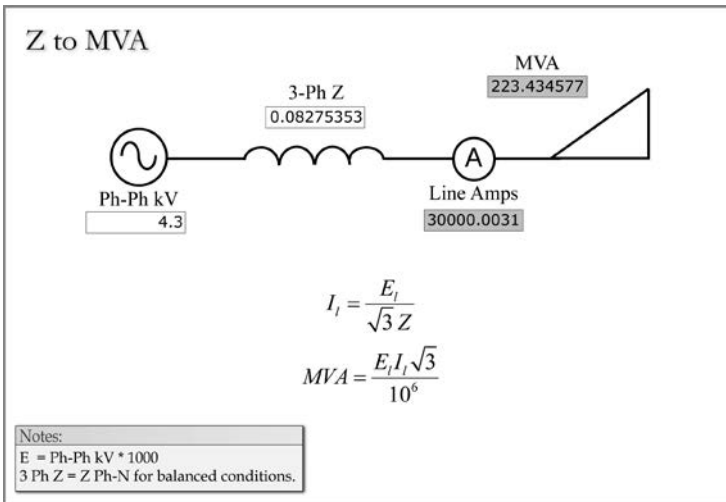 Z to MVA
MVA
223.434577
3-Ph Z
0.08275353
A
Ph-Ph kV
4.3
Line Amps
30000.0031
I_l = E_l / √3 Z
MVA = E_l I_l √3 / 10^6
Notes:
E = Ph-Ph kV * 1000
3 Ph Z = Z Ph-N for balanced conditions.